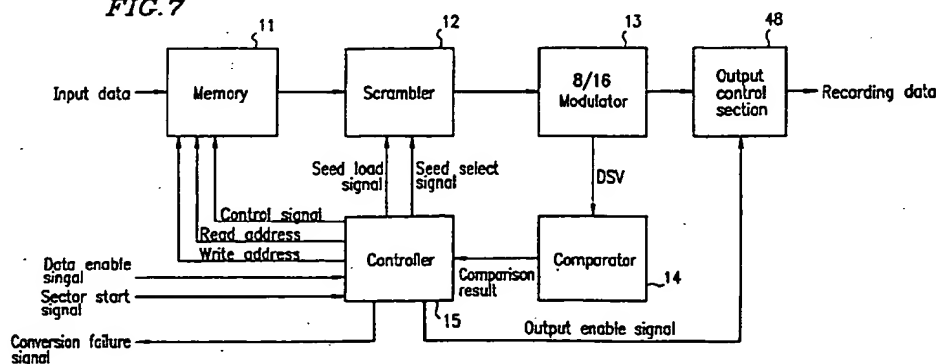 FIG.7
11
12
13
48
Input data
Memory
Scrambler
8/16
Modulator
Output
control
section
Recarding data
Seed load
signal
Seed select
signal
DSV
Control signal
Read address
Write address
Controller
Comparator
Comparison
result
14
Data enable
singal
Sector start
signal
15
Output enable signal
Conversion failure
signal